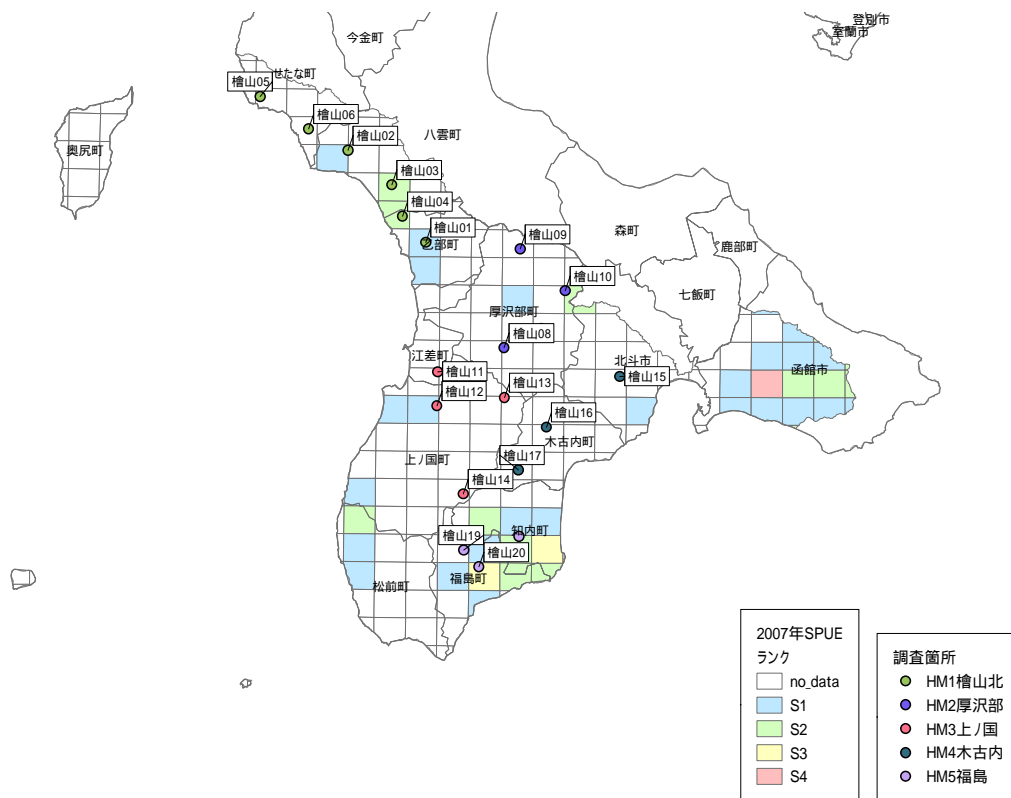 登別市
室蘭市
今金町
せたな町
檜山05
檜山06
檜山02
八雲町
奥尻町
檜山03
檜山04
檜山01
乙部町
檜山09
森町
鹿部町
檜山10
七飯町
厚沢部町
檜山08
江差町
檜山11
北斗市
檜山15
函館市
檜山13
檜山12
檜山16
木古内町
上ノ国町
檜山17
檜山14
知内町
檜山19
檜山20
福島町
松前町
2007年SPUE
ランク
no_data
S1
S2
S3
S4
調査箇所
HM1檜山北
HM2厚沢部
HM3上ノ国
HM4木古内
HM5福島